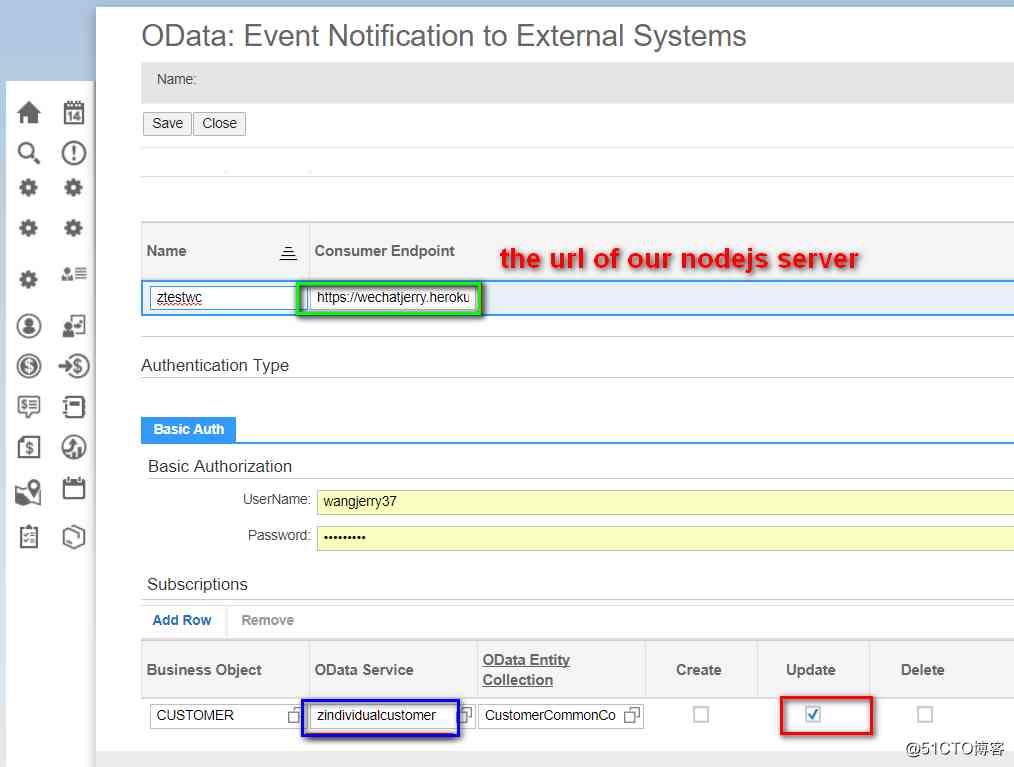 OData: Event Notification to External Systems
Name:
Save Close
14
Name Consumer Endpoint
the url of our nodejs server
ztestwc https://wechatjerry.heroku
Authentication Type
Basic Auth
Basic Authorization
UserName: wangjerry37
Password: •••••••••
Subscriptions
Add Row Remove
Business Object OData Service OData Entity Collection Create Update Delete
CUSTOMER zindividualcustomer CustomerCommonCo
@51CTO博客